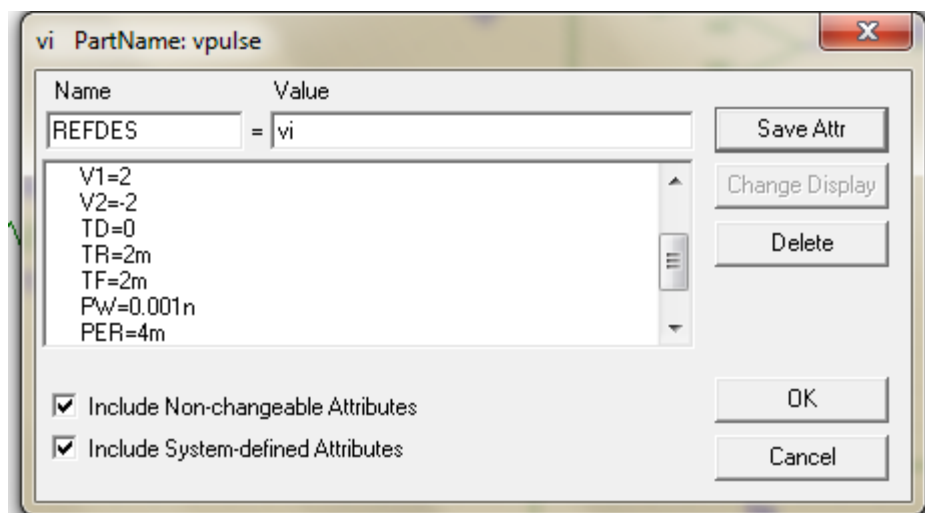 vi PartName: vpulse
Name Value
REFDES = vi
Save Attr
V1=2
V2=-2
TD=0
TR=2m
TF=2m
PW=0.001n
PER=4m
Change Display
Delete
Include Non-changeable Attributes
Include System-defined Attributes
OK
Cancel